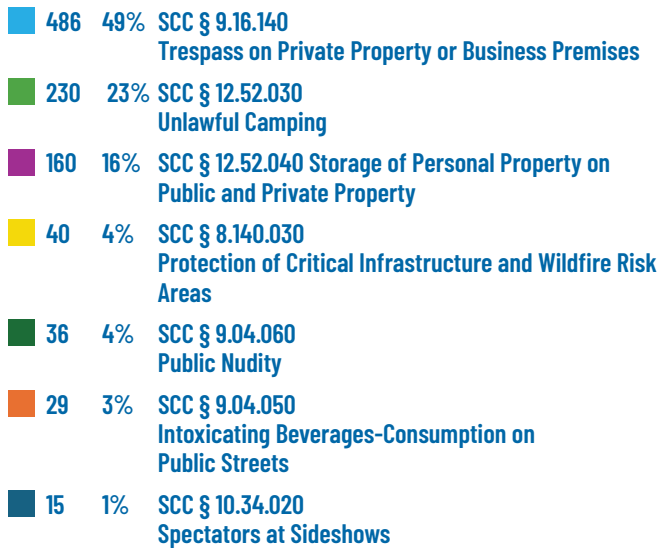 486 49% SCC § 9.16.140
Trespass on Private Property or Business Premises
230 23% SCC § 12.52.030
Unlawful Camping
160 16% SCC § 12.52.040 Storage of Personal Property on
Public and Private Property
40 4% SCC § 8.140.030
Protection of Critical Infrastructure and Wildfire Risk
Areas
36 4% SCC § 9.04.060
Public Nudity
29 3% SCC § 9.04.050
Intoxicating Beverages-Consumption on
Public Streets
15 1% SCC § 10.34.020
Spectators at Sideshows